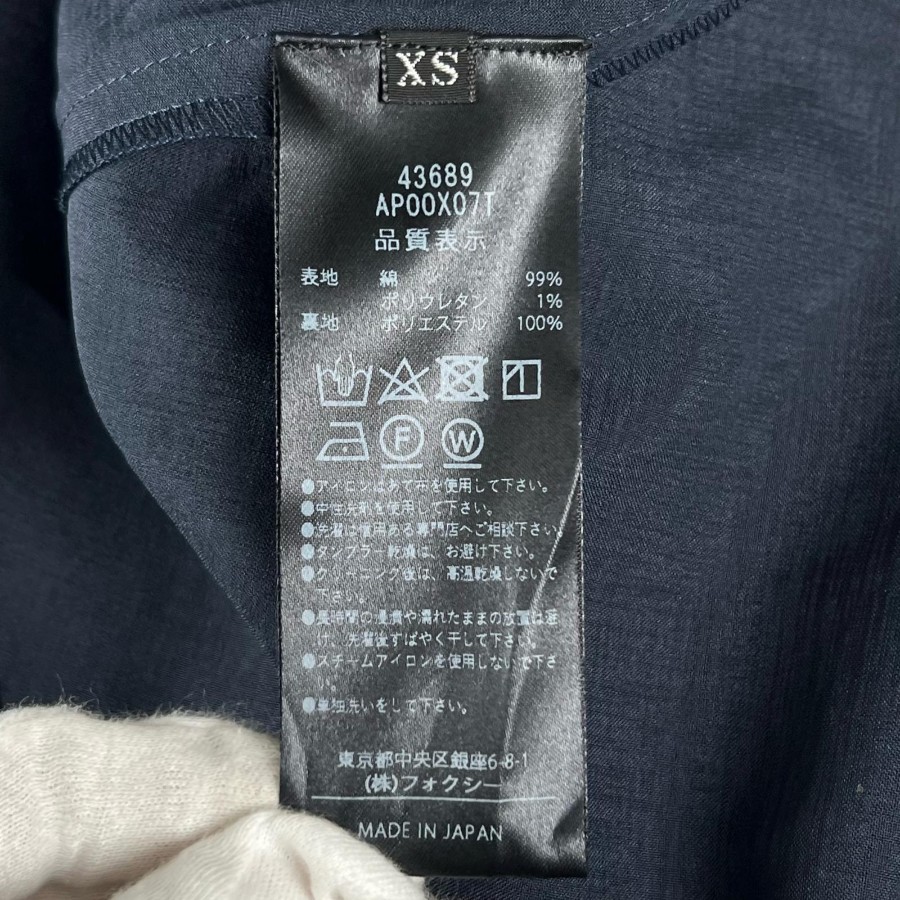 XS
43689
AP00X07T
品質表示
表地 綿 99%
ポリウレタン 1%
裏地 ポリエステル 100%
F W
●アイロンはあて布を使用して下さい。
●中性洗剤を使用して下さい。
●洗濯は信用ある専門店へご相談下さい。
●タンブラー乾燥は、お避け下さい。
●クリーニング後は、高温乾燥しないで下さい。
●長時間の浸漬や濡れたままの放置は避
け、洗濯後すばやく干して下さい。
●スチームアイロンを使用しないで下さ
い。
●単独洗いをして下さい。
東京都中央区銀座6-8-1
(株)フォクシー
MADE IN JAPAN